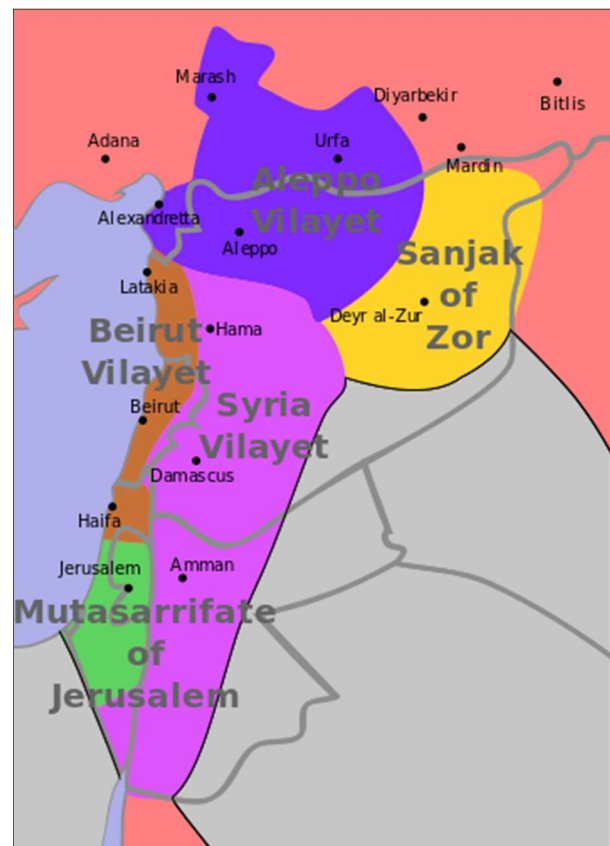 Marash
Diyarbekir
Bitlis
Adana
Urfa
Mardin
Aleppo
Vilayet
Alexandretta
Aleppo
Sanjak
of
Zor
Latakia
Deyr al-Zur
Hama
Beirut
Vilayet
Syria
Vilayet
Beirut
Damascus
Haifa
Jerusalem
Amman
Mutasarrifate
of
Jerusalem